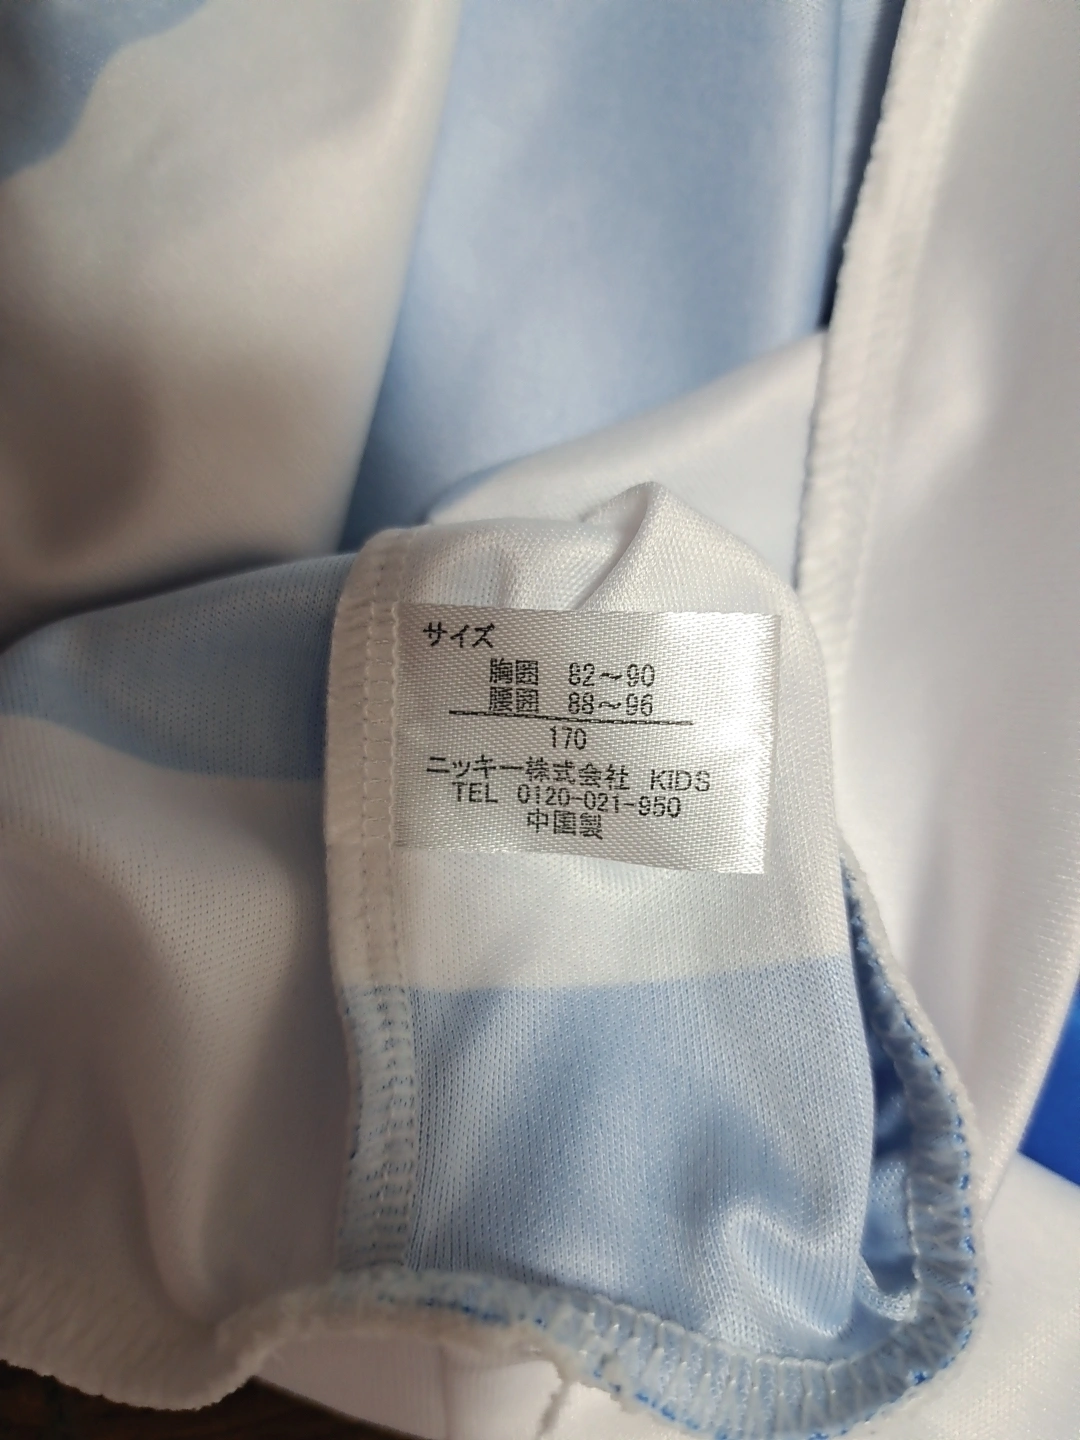 サイズ
胸囲 82～90
腰囲 88～96
170
ニッキー株式会社 KIDS
TEL 0120-021-950
中国製